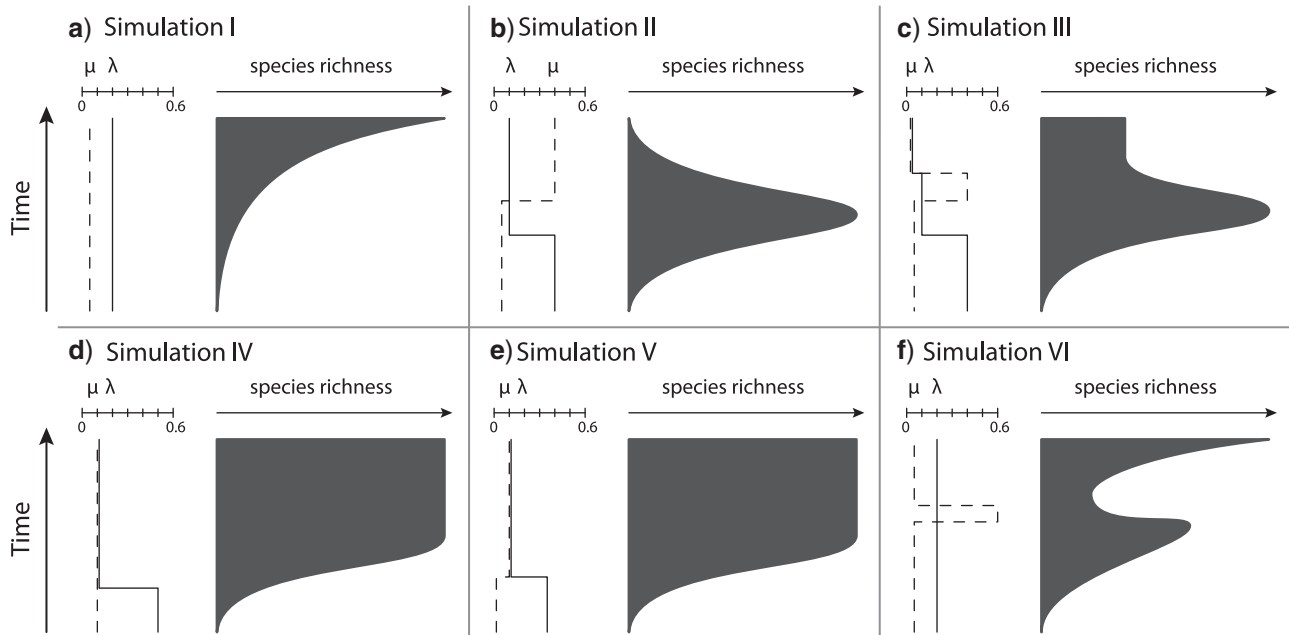 a) Simulation I
μ λ
species richness
0 0.6
Time
b) Simulation II
λ μ
species richness
0 0.6
c) Simulation III
μ λ
species richness
0 0.6
d) Simulation IV
μ λ
species richness
0 0.6
Time
e) Simulation V
μ λ
species richness
0 0.6
f) Simulation VI
μ λ
species richness
0 0.6